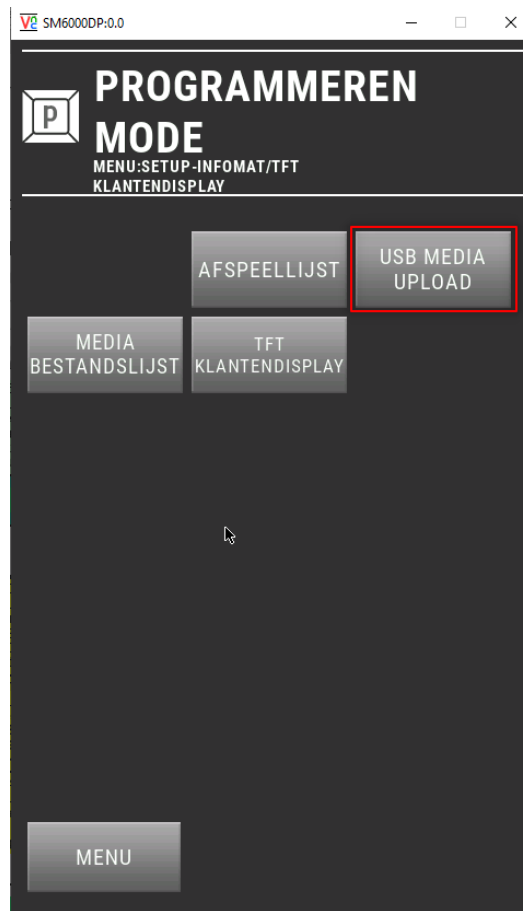 SM6000DP:0.0
P
PROGRAMMEREN
MODE
MENU:SETUP-INFOMAT/TFT
KLANTENDISPLAY
AFSPEELLIJST
USB MEDIA
UPLOAD
MEDIA
BESTANDSLIJST
TFT
KLANTENDISPLAY
MENU